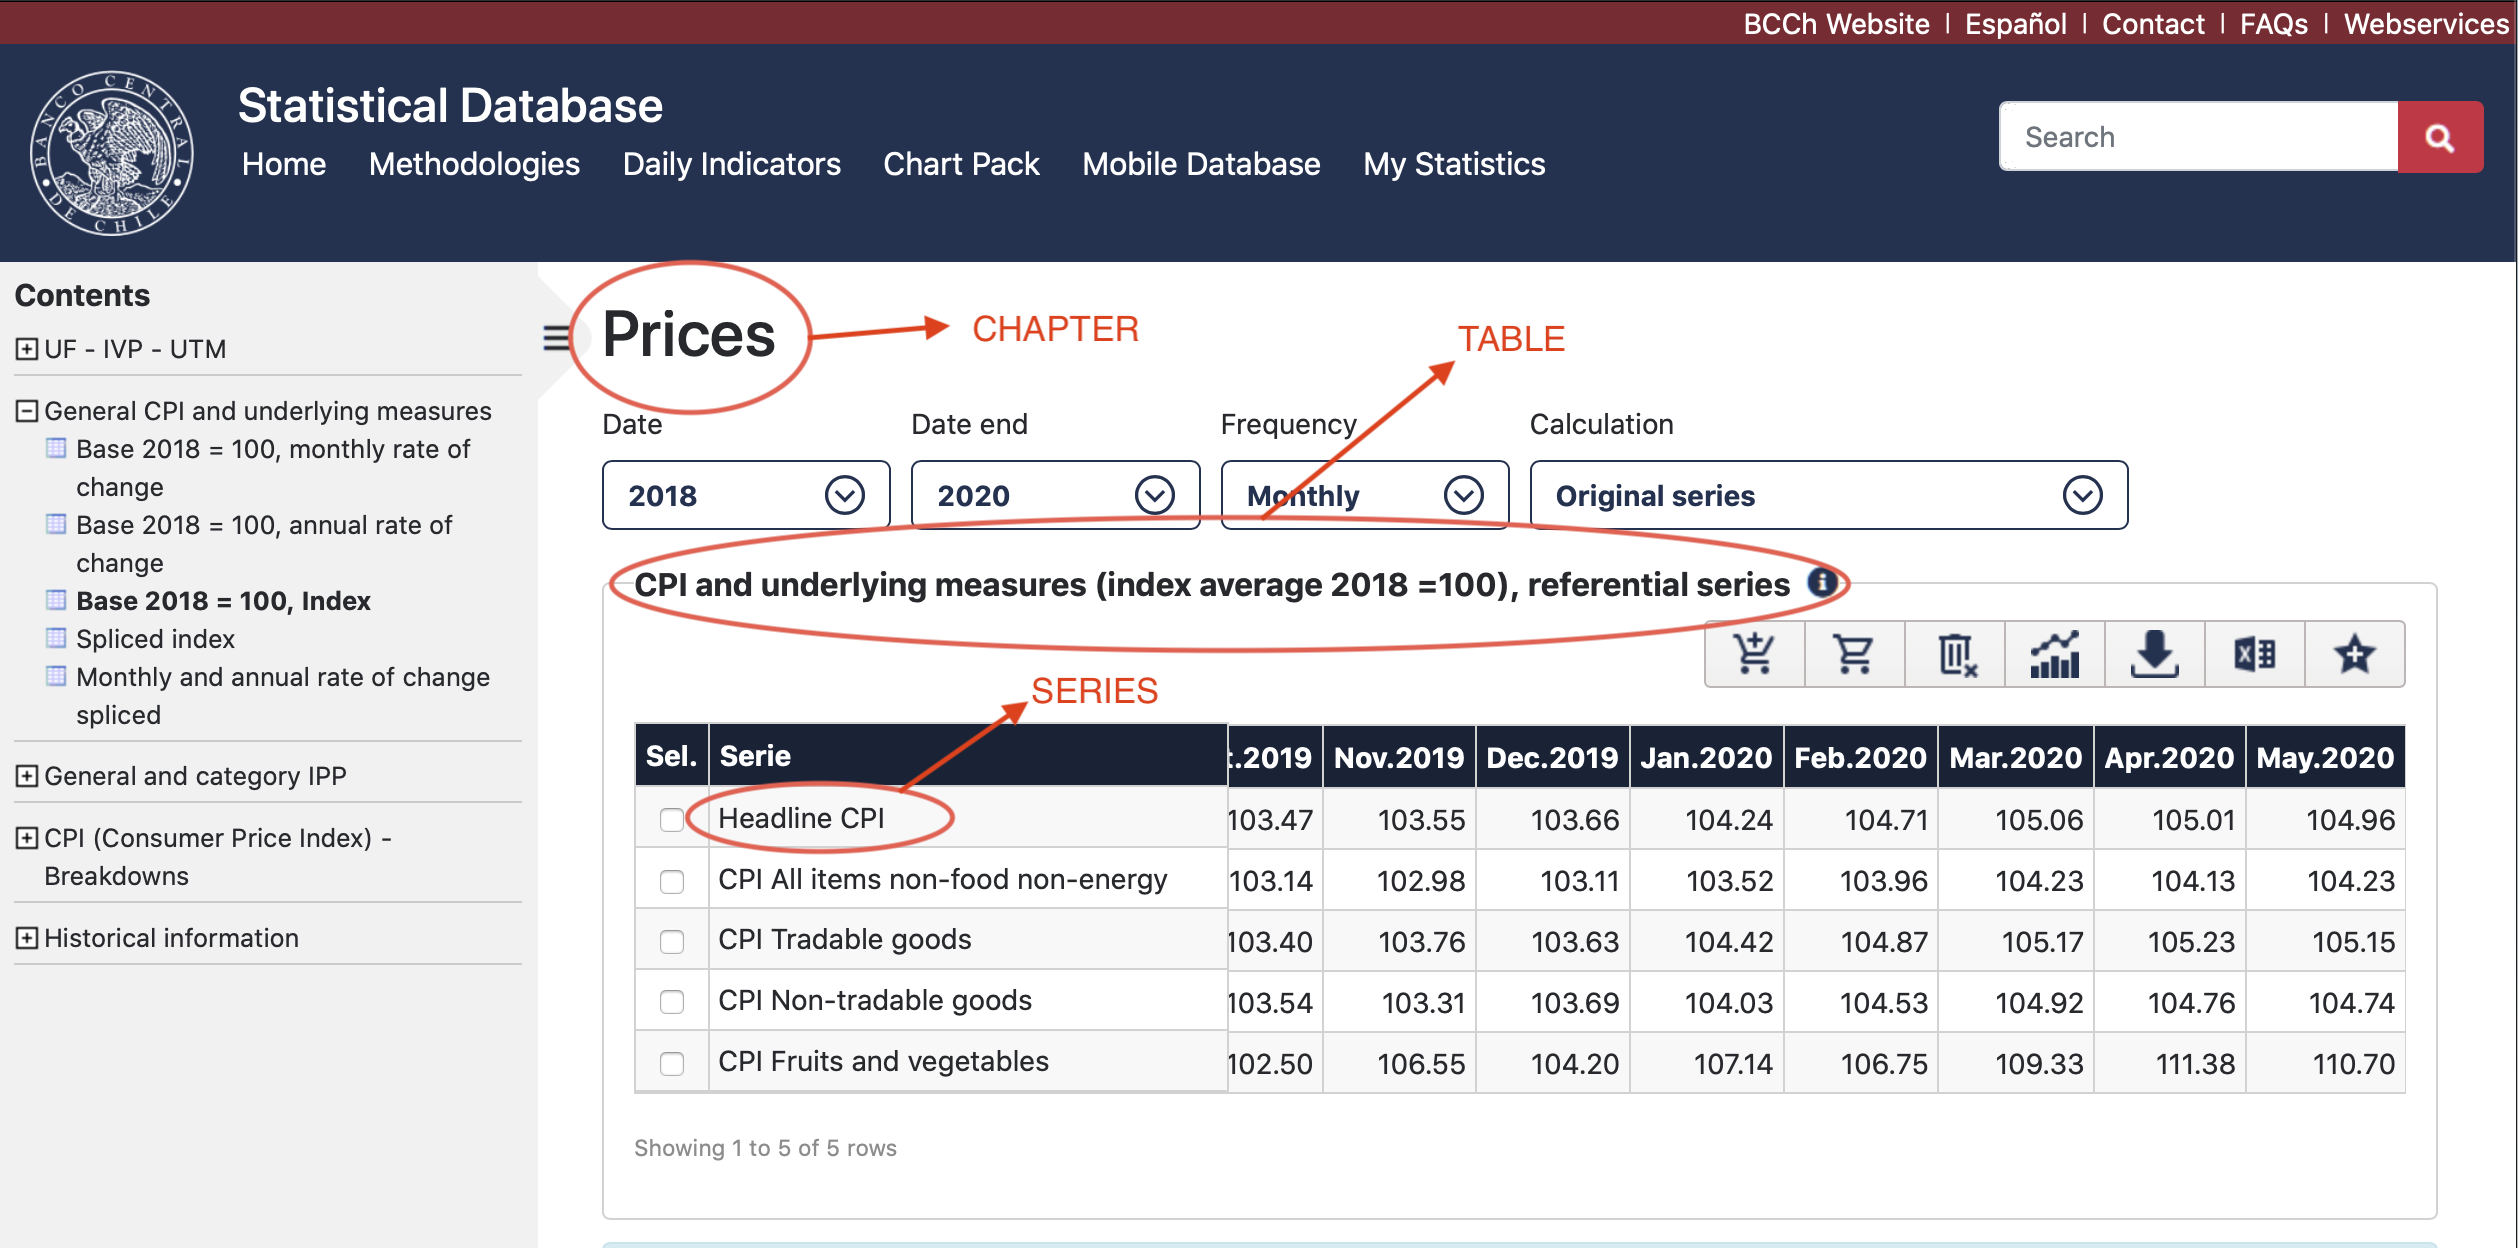 BCCh Website | Español | Contact | FAQs | Webservices
BANCO CENTRAL DE CHILE
Statistical Database
Home Methodologies Daily Indicators Chart Pack Mobile Database My Statistics
Search
Contents
UF - IVP - UTM
General CPI and underlying measures
Base 2018 = 100, monthly rate of
change
Base 2018 = 100, annual rate of
change
Base 2018 = 100, Index
Spliced index
Monthly and annual rate of change
spliced
General and category IPP
CPI (Consumer Price Index) -
Breakdowns
Historical information
Prices
CHAPTER
TABLE
Date Date end Frequency Calculation
2018 2020 Monthly Original series
CPI and underlying measures (index average 2018 =100), referential series
SERIES
Sel. Serie t.2019 Nov.2019 Dec.2019 Jan.2020 Feb.2020 Mar.2020 Apr.2020 May.2020
Headline CPI 103.47 103.55 103.66 104.24 104.71 105.06 105.01 104.96
CPI All items non-food non-energy 103.14 102.98 103.11 103.52 103.96 104.23 104.13 104.23
CPI Tradable goods 103.40 103.76 103.63 104.42 104.87 105.17 105.23 105.15
CPI Non-tradable goods 103.54 103.31 103.69 104.03 104.53 104.92 104.76 104.74
CPI Fruits and vegetables 102.50 106.55 104.20 107.14 106.75 109.33 111.38 110.70
Showing 1 to 5 of 5 rows